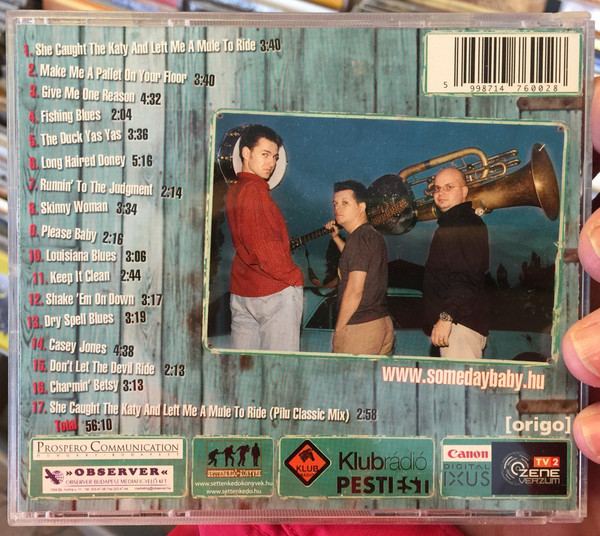 1. She Caught The Katy And Left Me A Mule To Ride 3:40
2. Make Me A Pallet On Your Floor 3:40
3. Give Me One Reason 4:32
4. Fishing Blues 2:04
5. The Duck Yas Yas 3:36
6. Long Haired Doney 5:16
7. Runnin' To The Judgment 2:14
8. Skinny Woman 3:34
9. Please Baby 2:16
10. Louisiana Blues 3:06
11. Keep It Clean 2:44
12. Shake 'Em On Down 3:17
13. Dry Spell Blues 3:19
14. Casey Jones 4:38
15. Don't Let The Devil Ride 2:13
16. Charmin' Betsy 3:13
17. She Caught The Katy And Left Me A Mule To Ride (Pilu Classic Mix) 2:58
Total 56:10
5 998714 760028
www.somedaybaby.hu
[origo]
PROSPERO COMMUNICATION
HUNGARY • BUDAPEST
»OBSERVER«
OBSERVER BUDAPEST MÉDIAFIGYELŐ KFT.
www.settenkedokonyvek.hu
www.settenkedo.hu
KLUB
Klubrádió
PESTIEST
Canon
DIGITAL
IXUS
TV2
ZENE
VERZUM